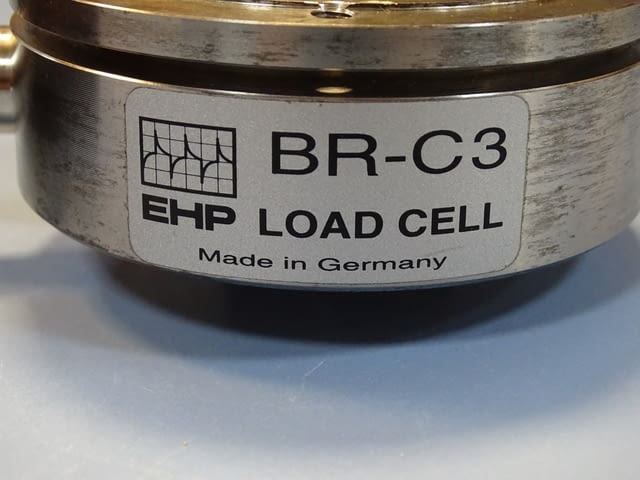 BR-C3
EHP LOAD CELL
Made in Germany